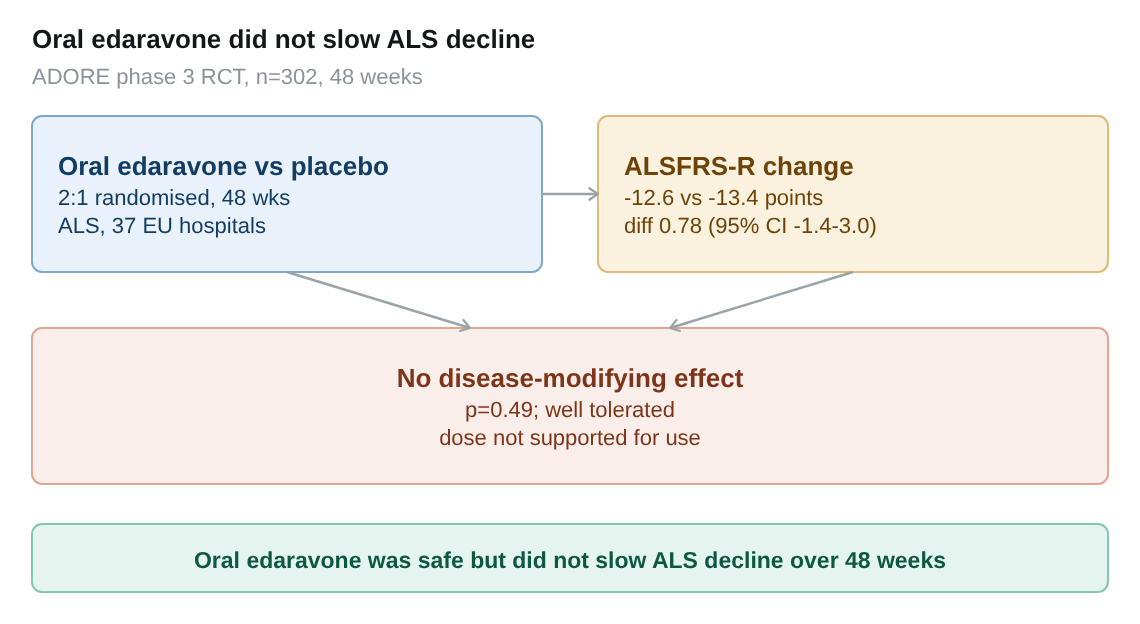 Oral edaravone did not slow ALS decline
ADORE phase 3 RCT, n=302, 48 weeks
Oral edaravone vs placebo
2:1 randomised, 48 wks
ALS, 37 EU hospitals
ALSFRS-R change
-12.6 vs -13.4 points
diff 0.78 (95% CI -1.4-3.0)
No disease-modifying effect
p=0.49; well tolerated
dose not supported for use
Oral edaravone was safe but did not slow ALS decline over 48 weeks